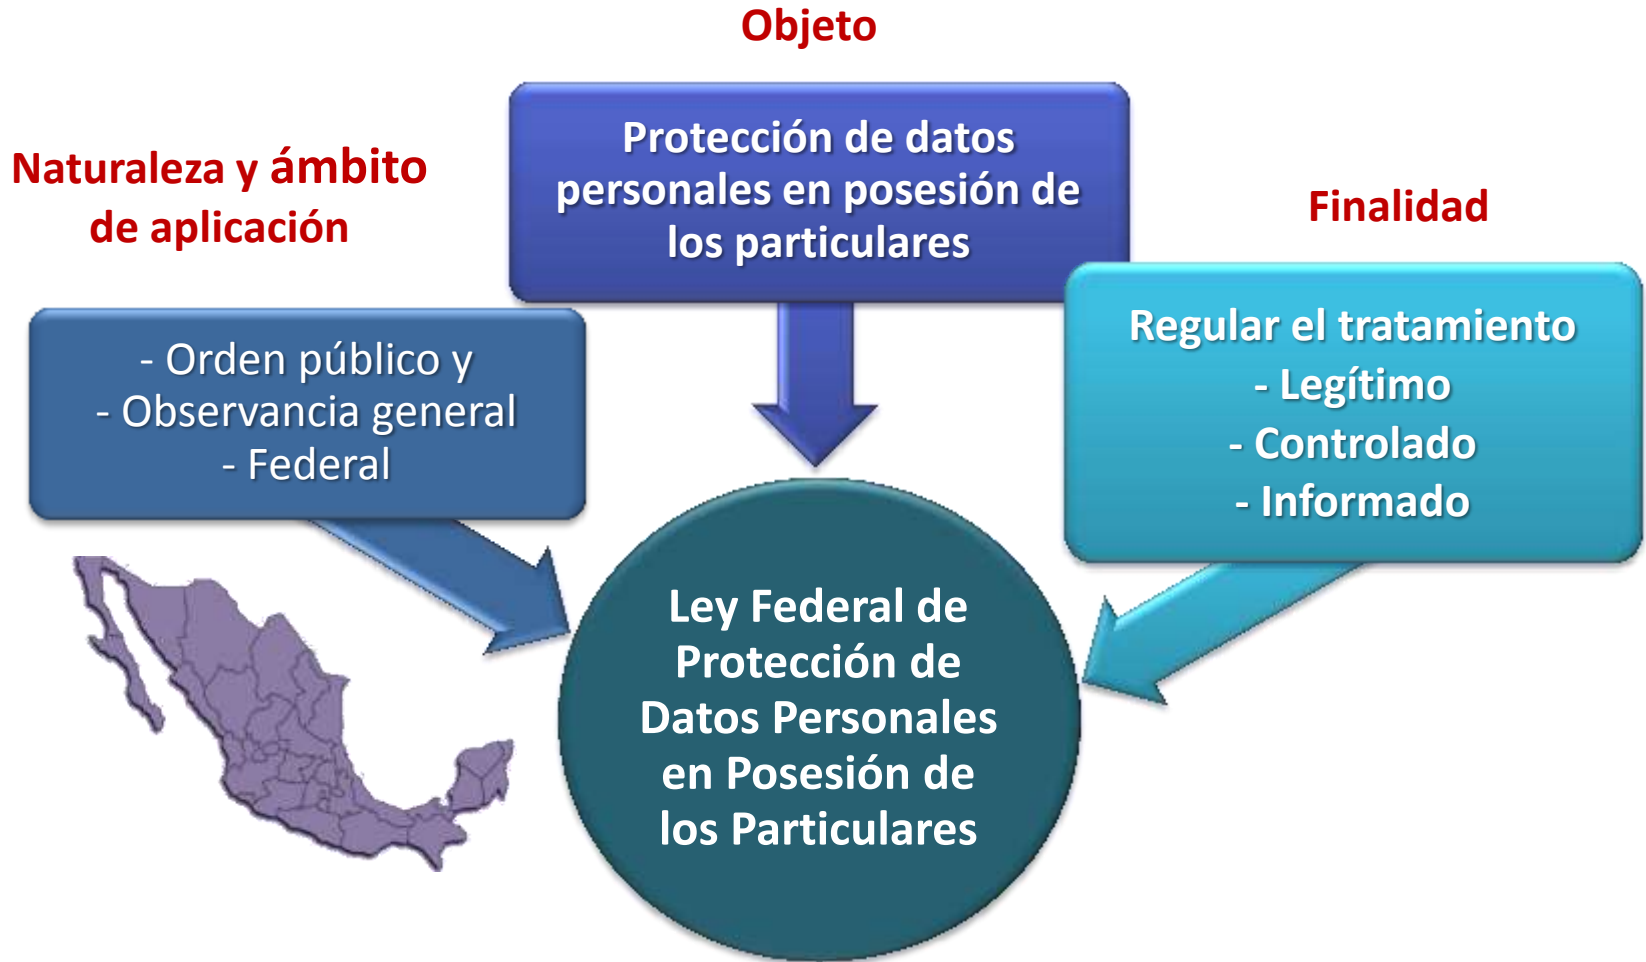 Objeto
Protección de datos
personales en posesión de
los particulares
Naturaleza y ámbito
de aplicación
- Orden público y
- Observancia general
- Federal
Finalidad
Regular el tratamiento
- Legítimo
- Controlado
- Informado
Ley Federal de
Protección de
Datos Personales
en Posesión de
los Particulares